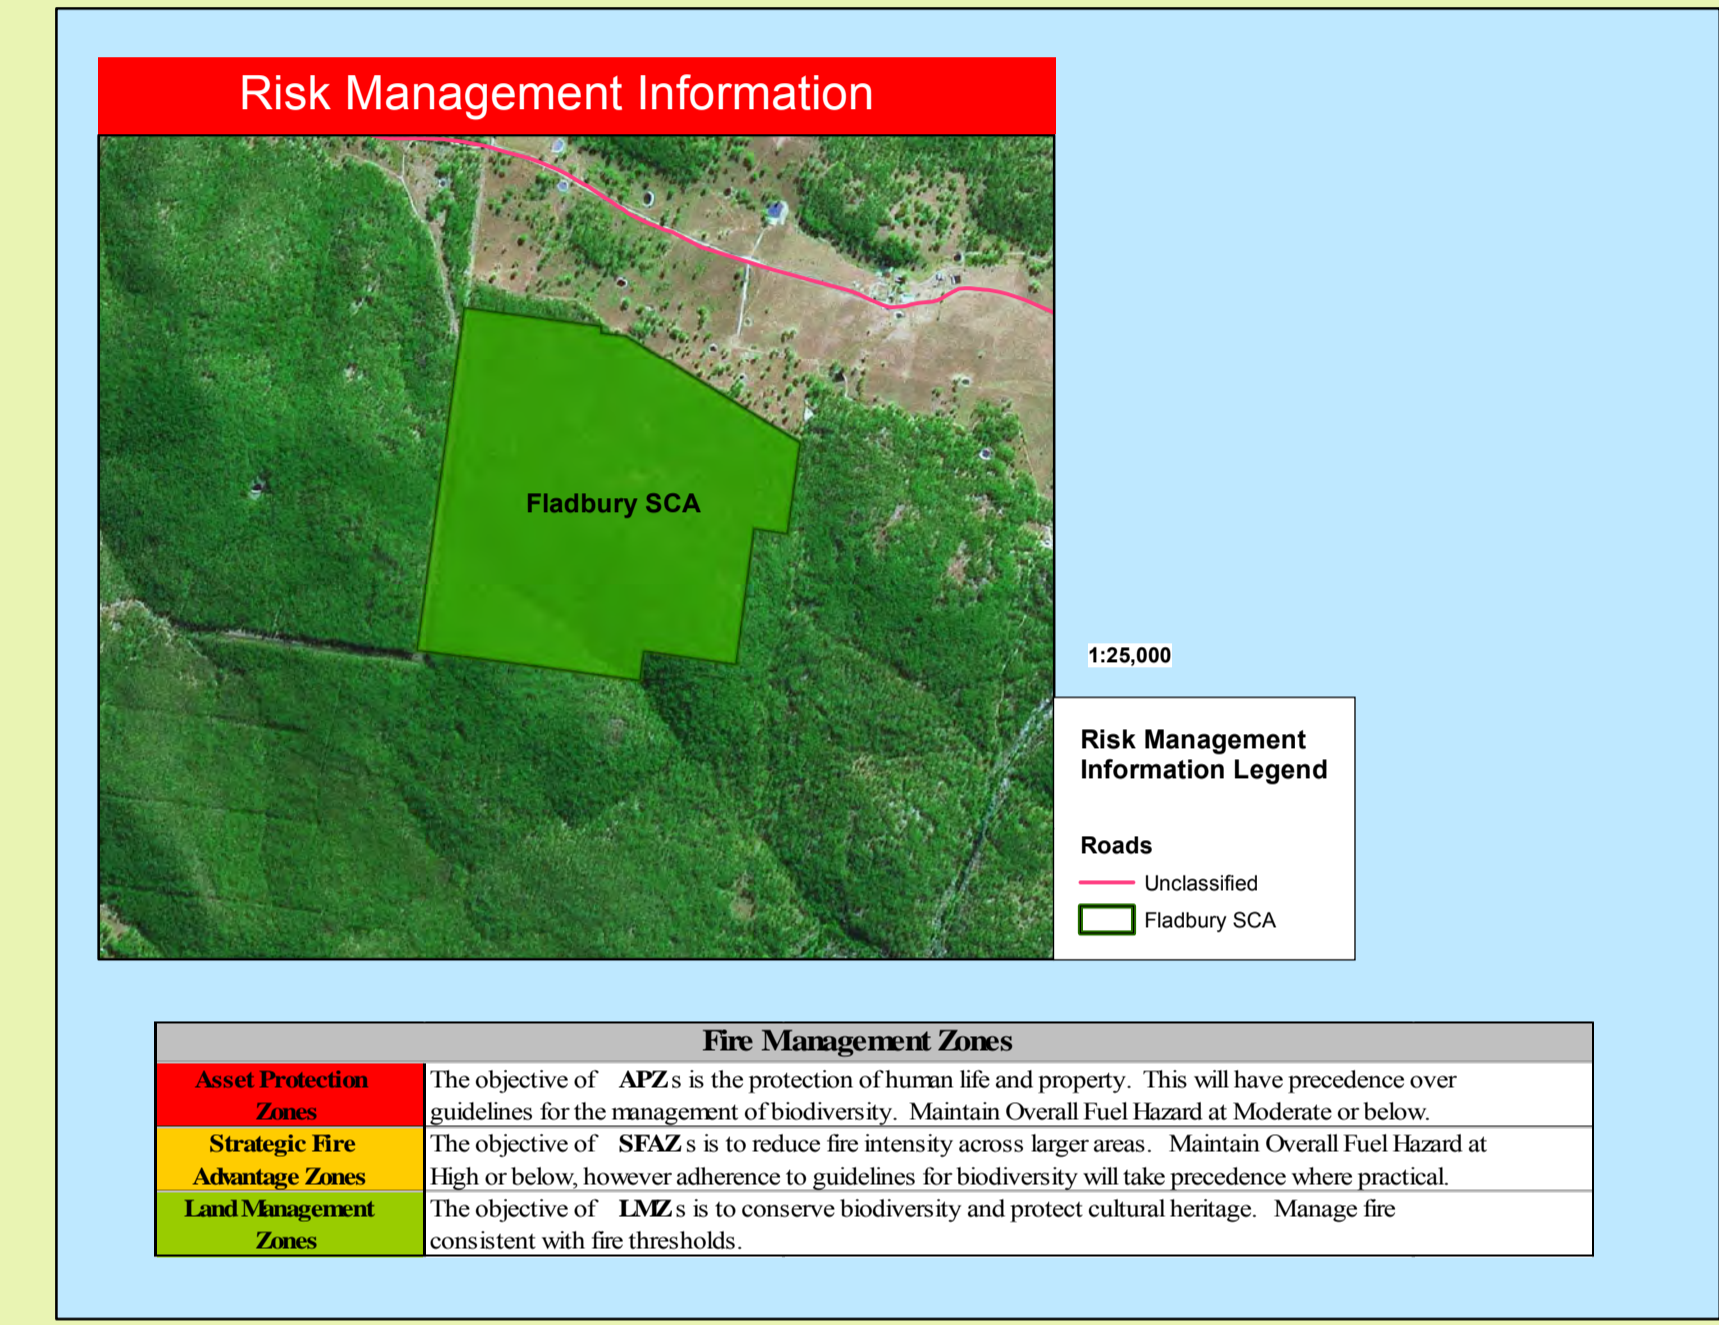 Risk Management Information
Fladbury SCA
1:25,000
Risk Management
Information Legend
Roads
Unclassified
Fladbury SCA
Fire Management Zones
Asset Protection
Zones
The objective of APZs is the protection of human life and property. This will have precedence over
guidelines for the management of biodiversity. Maintain Overall Fuel Hazard at Moderate or below.
Strategic Fire
Advantage Zones
The objective of SFAZs is to reduce fire intensity across larger areas. Maintain Overall Fuel Hazard at
High or below, however adherence to guidelines for biodiversity will take precedence where practical.
Land Management
Zones
The objective of LMZs is to conserve biodiversity and protect cultural heritage. Manage fire
consistent with fire thresholds.